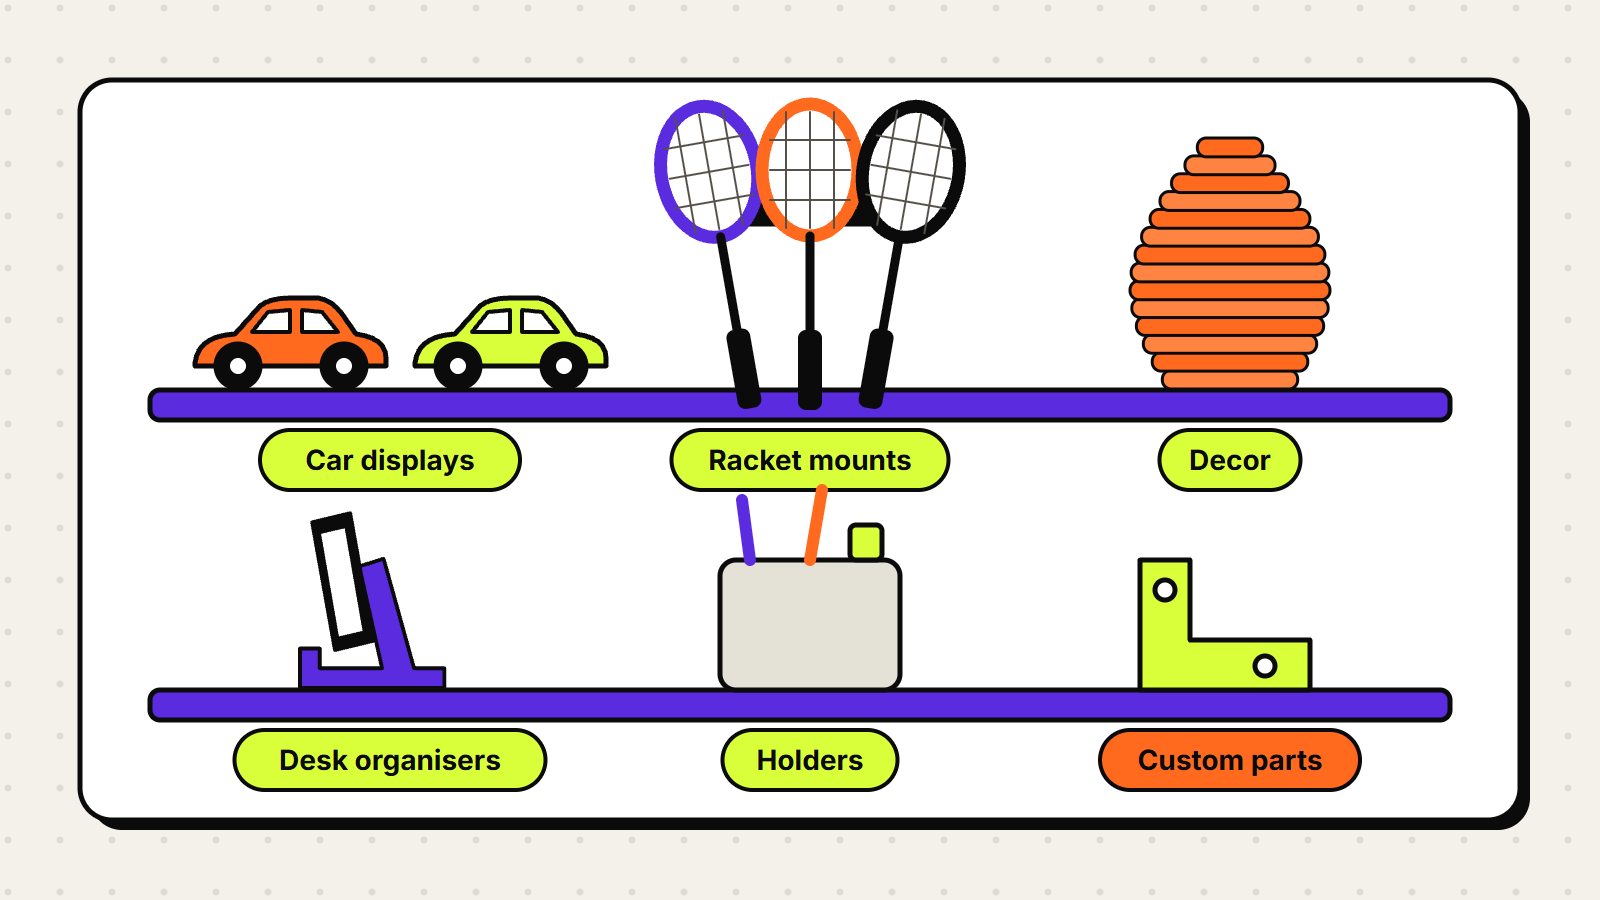 Car displays
Racket mounts
Decor
Desk organisers
Holders
Custom parts